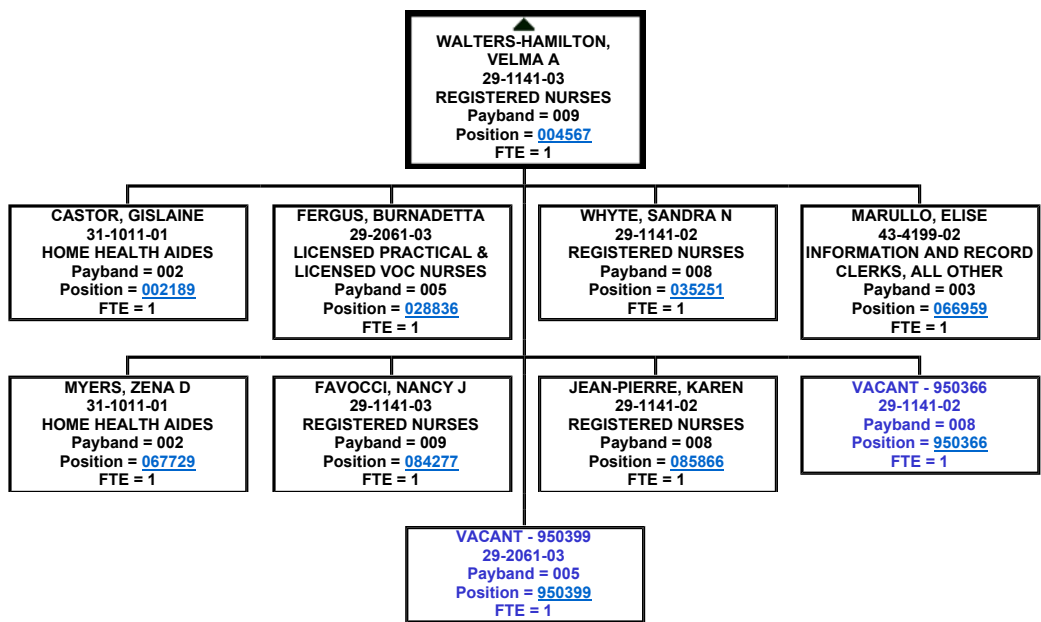 WALTERS-HAMILTON,
VELMA A
29-1141-03
REGISTERED NURSES
Payband = 009
Position = 004567
FTE = 1
CASTOR, GISLAINE
31-1011-01
HOME HEALTH AIDES
Payband = 002
Position = 002189
FTE = 1
FERGUS, BURNADETTA
29-2061-03
LICENSED PRACTICAL &
LICENSED VOC NURSES
Payband = 005
Position = 028836
FTE = 1
WHYTE, SANDRA N
29-1141-02
REGISTERED NURSES
Payband = 008
Position = 035251
FTE = 1
MARULLO, ELISE
43-4199-02
INFORMATION AND RECORD
CLERKS, ALL OTHER
Payband = 003
Position = 066959
FTE = 1
MYERS, ZENA D
31-1011-01
HOME HEALTH AIDES
Payband = 002
Position = 067729
FTE = 1
FAVOCCI, NANCY J
29-1141-03
REGISTERED NURSES
Payband = 009
Position = 084277
FTE = 1
JEAN-PIERRE, KAREN
29-1141-02
REGISTERED NURSES
Payband = 008
Position = 085866
FTE = 1
VACANT - 950366
29-1141-02
Payband = 008
Position = 950366
FTE = 1
VACANT - 950399
29-2061-03
Payband = 005
Position = 950399
FTE = 1